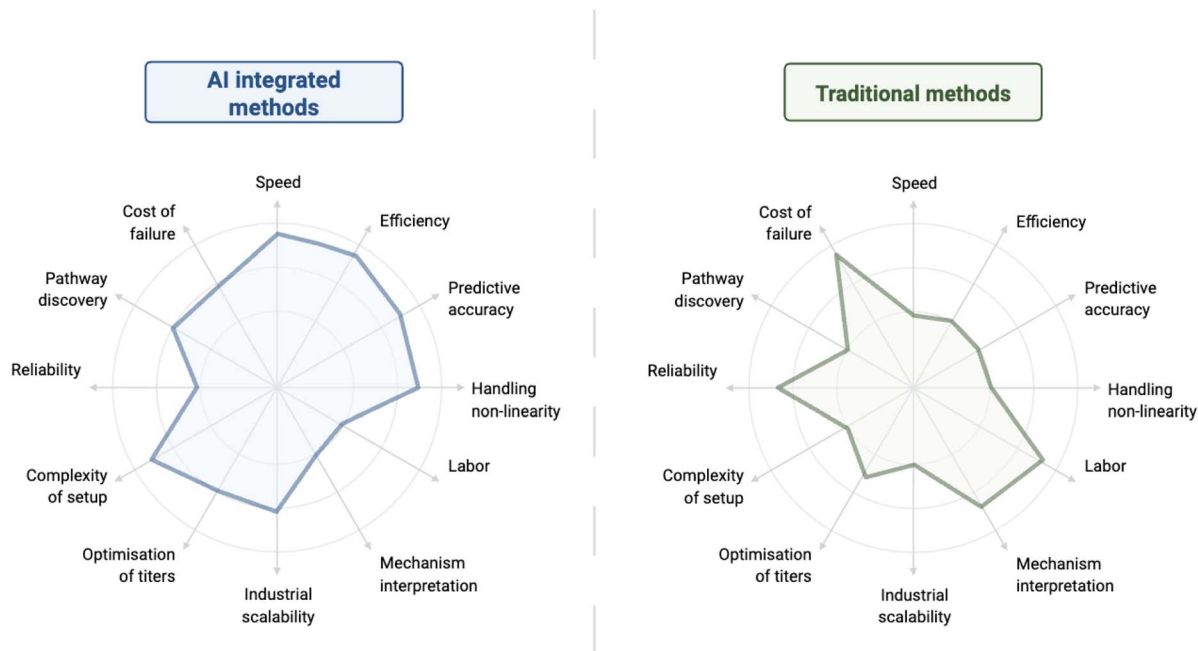 AI integrated
methods
Speed
Efficiency
Predictive
accuracy
Handling
non-linearity
Labor
Mechanism
interpretation
Industrial
scalability
Optimisation
of titers
Complexity
of setup
Reliability
Pathway
discovery
Cost of
failure
Traditional methods
Speed
Efficiency
Predictive
accuracy
Handling
non-linearity
Labor
Mechanism
interpretation
Industrial
scalability
Optimisation
of titers
Complexity
of setup
Reliability
Pathway
discovery
Cost of
failure